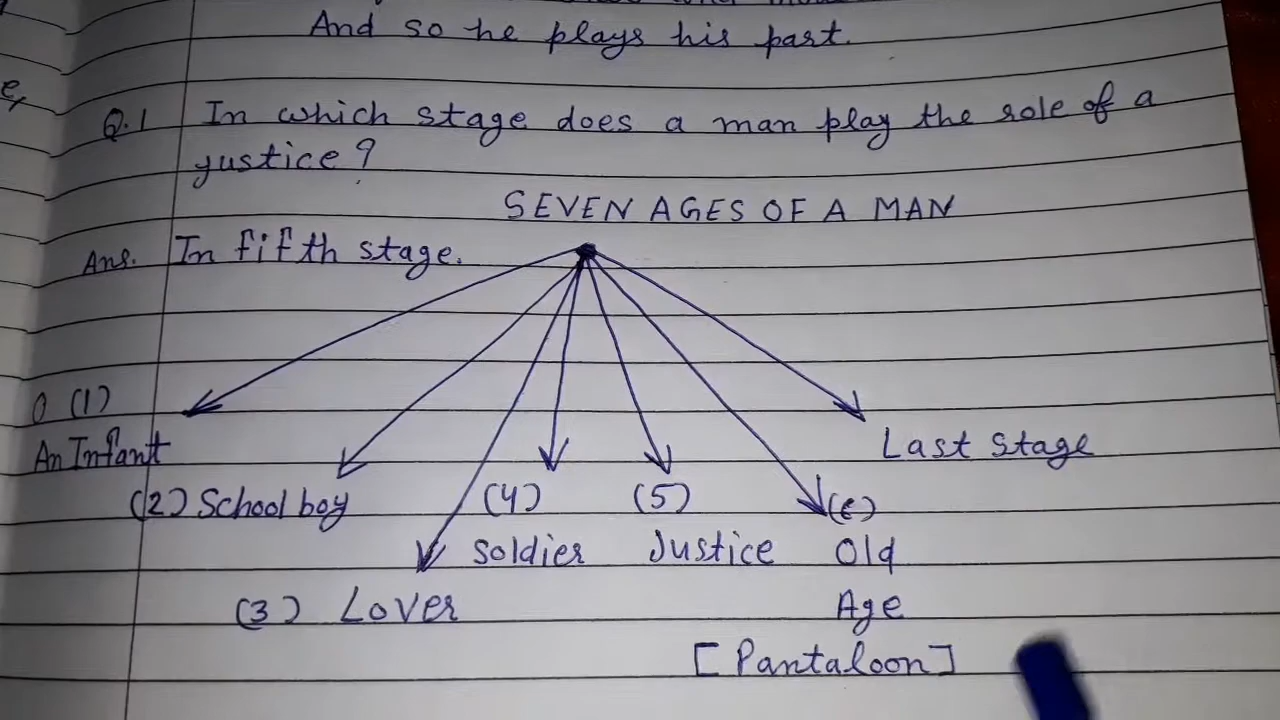 And so he plays his part.
e,
Q.1 In which stage does a man play the role of a
justice?
SEVEN AGES OF A MAN
Ans. In fifth stage.
0 (1)
An Infant
Last Stage
(2) School boy
(4)
(5)
(6)
Soldier
Justice
Old
(3) Lover
Age
[Pantaloon]